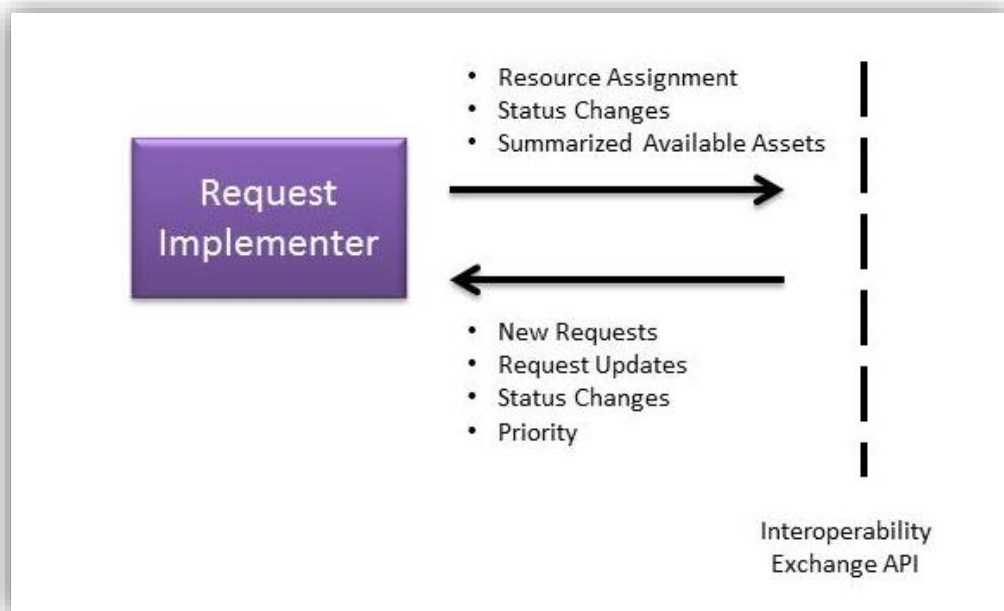 • Resource Assignment
• Status Changes
• Summarized Available Assets
Request
Implementer
• New Requests
• Request Updates
• Status Changes
• Priority
Interoperability
Exchange API